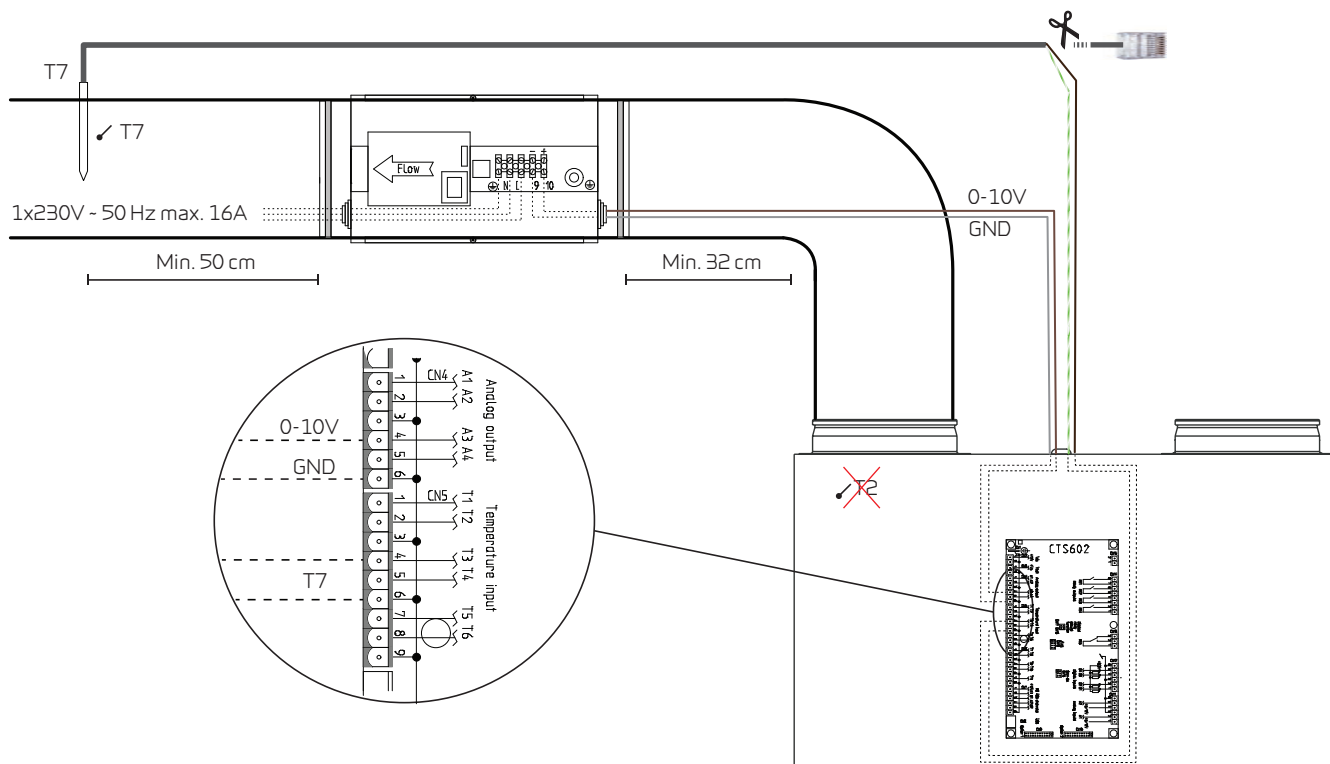 T7
T7
Flow
- +
N L 9 10
1x230V ~ 50 Hz max. 16A
0-10V
GND
Min. 50 cm
Min. 32 cm
0-10V
GND
T7
1 CN4 A1
2 A2
3
4 A3
5 A4
6
Analog output
1 CN5 T1
2 T2
3
4 T3
5 T4
6
7 T5
8 T6
9
Temperature input
T2
CTS602